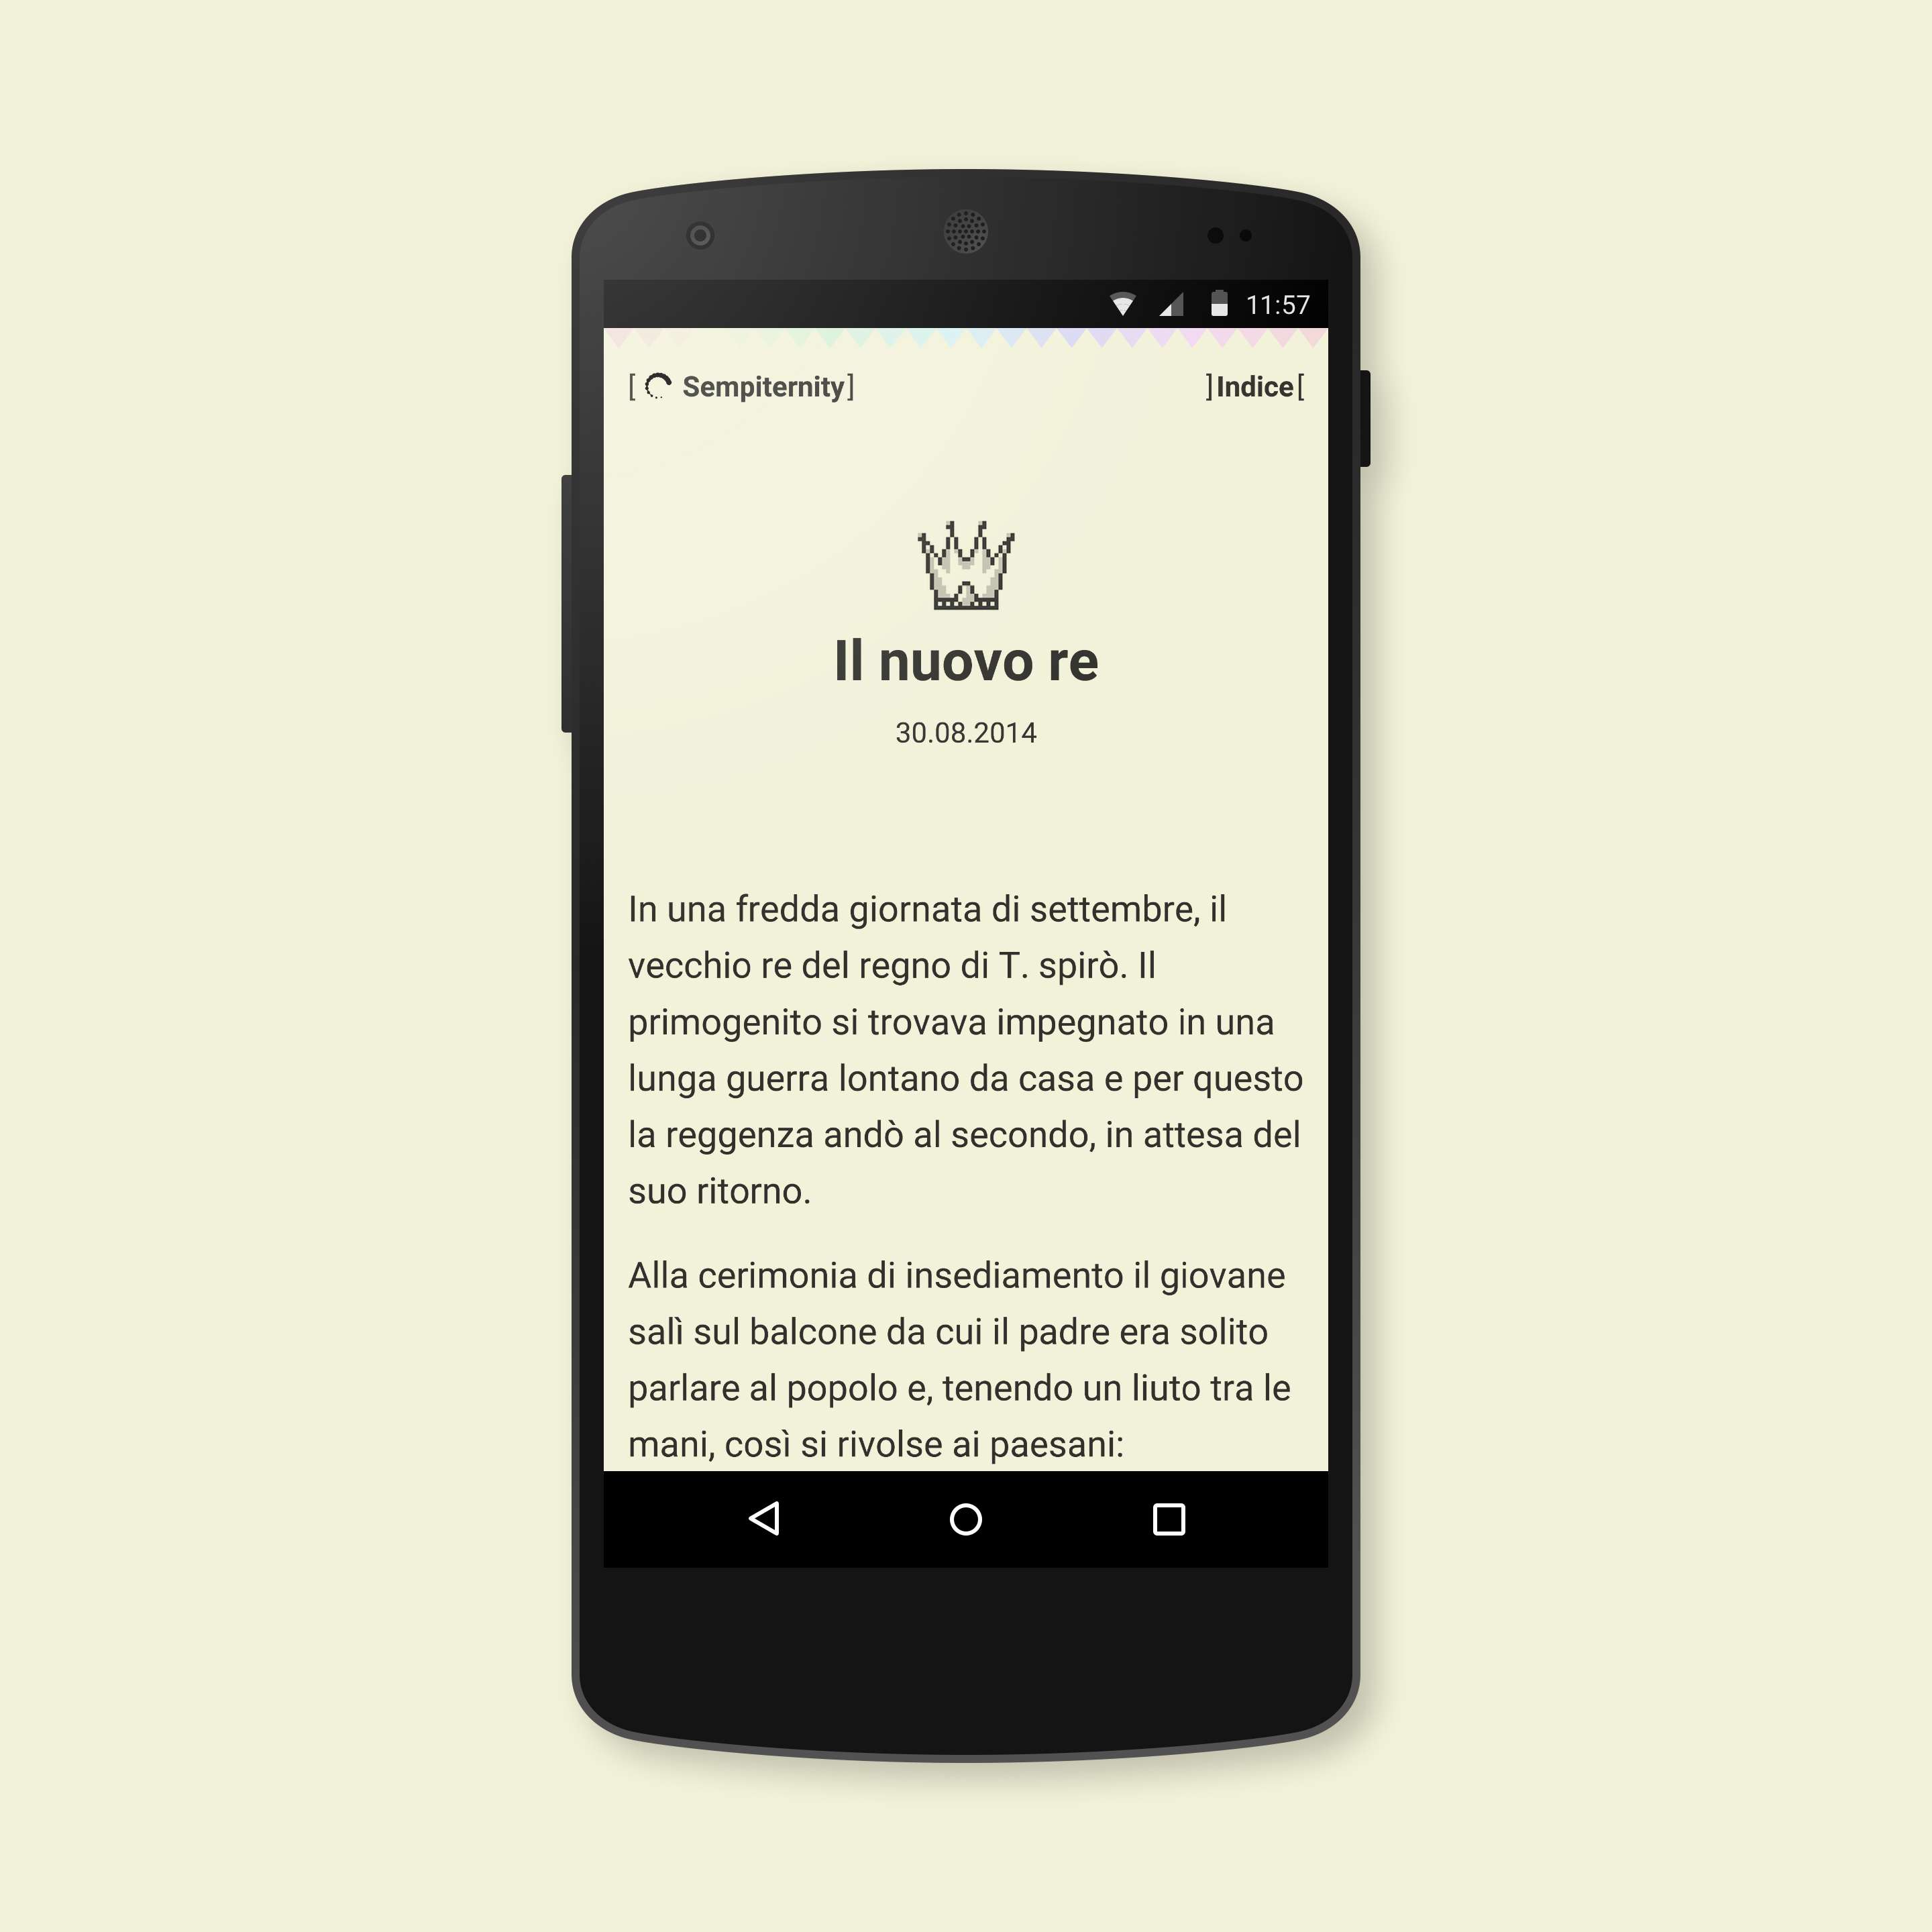 11:57
[ Sempiternity]
]Indice[
Il nuovo re
30.08.2014
In una fredda giornata di settembre, il
vecchio re del regno di T. spirò. Il
primogenito si trovava impegnato in una
lunga guerra lontano da casa e per questo
la reggenza andò al secondo, in attesa del
suo ritorno.
Alla cerimonia di insediamento il giovane
salì sul balcone da cui il padre era solito
parlare al popolo e, tenendo un liuto tra le
mani, così si rivolse ai paesani: